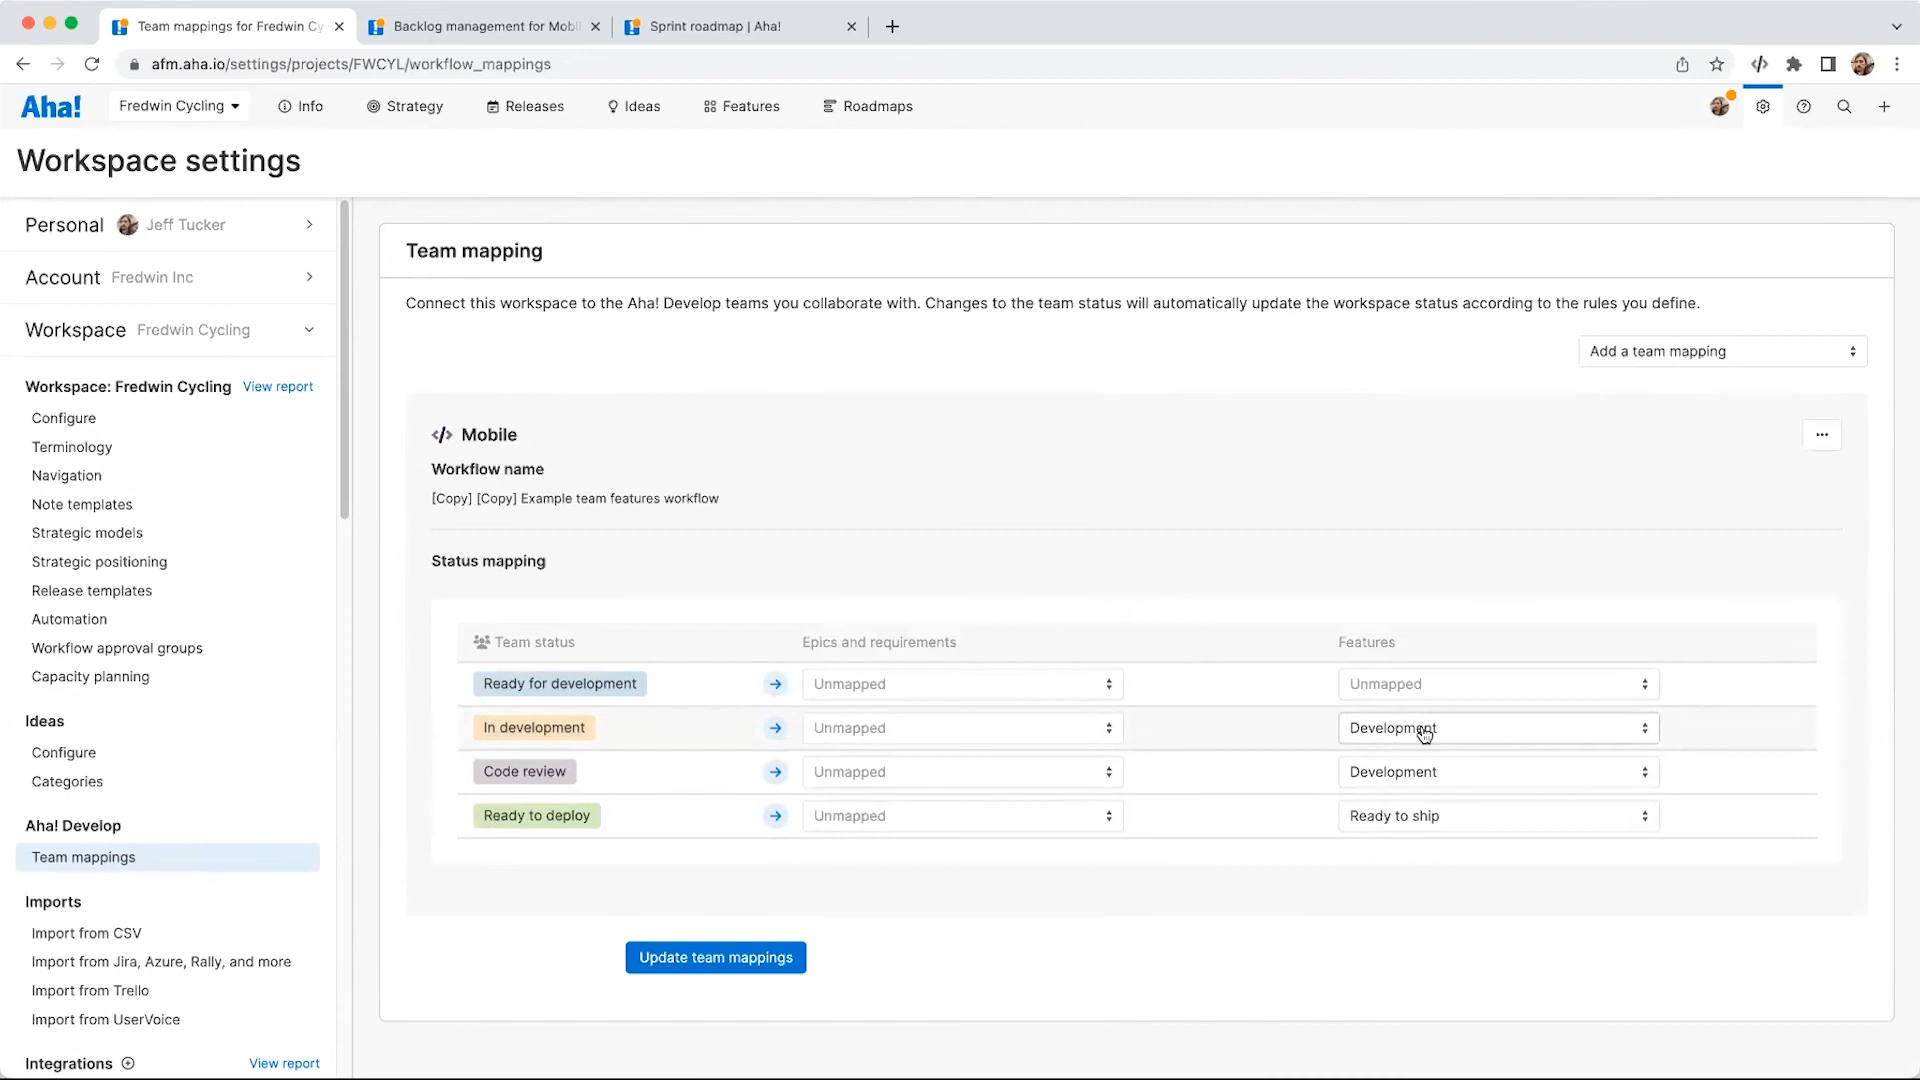 Team mappings for Fredwin Cy
Backlog management for Mobi
Sprint roadmap | Aha!
afm.aha.io/settings/projects/FWCYL/workflow_mappings
Aha!
Fredwin Cycling
Info
Strategy
Releases
Ideas
Features
Roadmaps
Workspace settings
Personal Jeff Tucker
Account Fredwin Inc
Workspace Fredwin Cycling
Workspace: Fredwin Cycling View report
Configure
Terminology
Navigation
Note templates
Strategic models
Strategic positioning
Release templates
Automation
Workflow approval groups
Capacity planning
Ideas
Configure
Categories
Aha! Develop
Team mappings
Imports
Import from CSV
Import from Jira, Azure, Rally, and more
Import from Trello
Import from UserVoice
Integrations View report
Team mapping
Connect this workspace to the Aha! Develop teams you collaborate with. Changes to the team status will automatically update the workspace status according to the rules you define.
Add a team mapping
</> Mobile
Workflow name
[Copy] [Copy] Example team features workflow
Status mapping
Team status Epics and requirements Features
Ready for development Unmapped Unmapped
In development Unmapped Development
Code review Unmapped Development
Ready to deploy Unmapped Ready to ship
Update team mappings